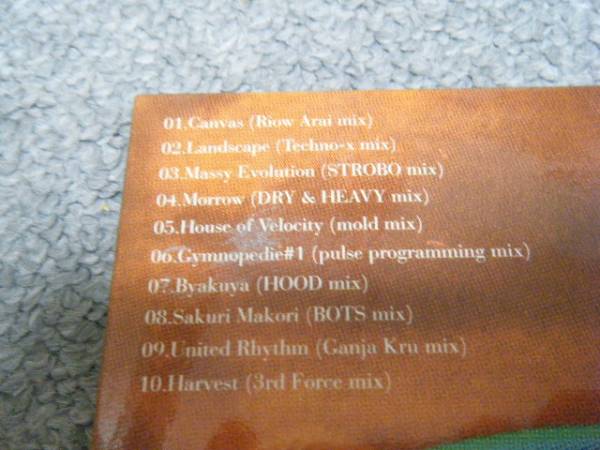 01.Canvas (Riow Arai mix)
02.Landscape (Techno-x mix)
03.Massy Evolution (STROBO mix)
04.Morrow (DRY & HEAVY mix)
05.House of Velocity (mold mix)
06.Gymnopedie#1 (pulse programming mix)
07.Byakuya (HOOD mix)
08.Sakuri Makori (BOTS mix)
09.United Rhythm (Ganja Kru mix)
10.Harvest (3rd Force mix)